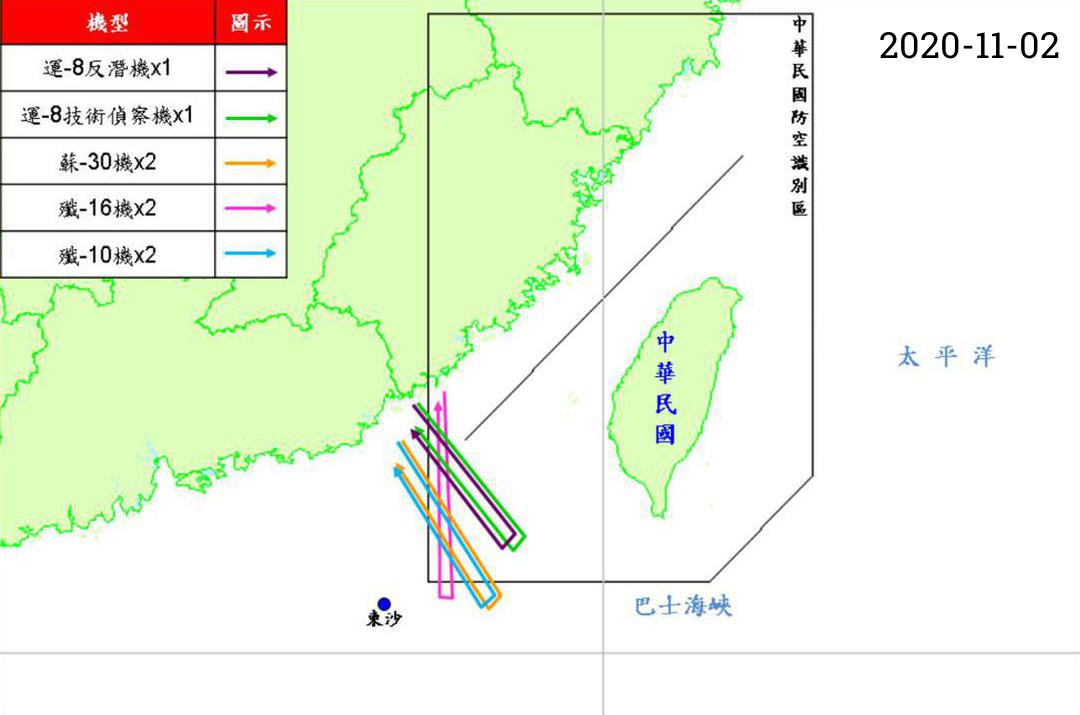 機型 圖示
運-8反潛機x1
運-8技術偵察機x1
蘇-30機x2
殲-16機x2
殲-10機x2
2020-11-02
中華民國防空識別區
中華民國
太平洋
巴士海峽
東沙